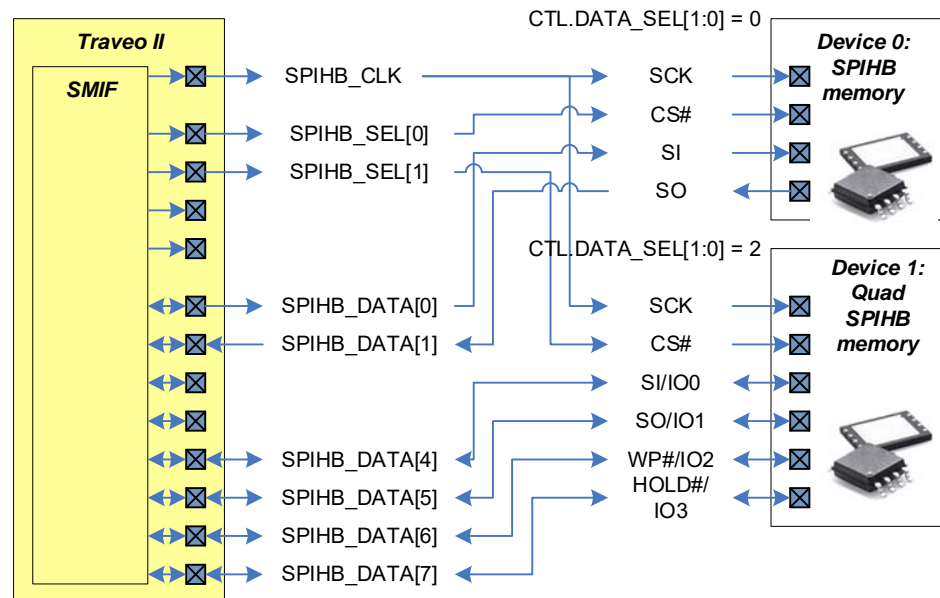 CTL.DATA_SEL[1:0] = 0
Traveo II
SMIF
SPIHB_CLK
SPIHB_SEL[0]
SPIHB_SEL[1]
SPIHB_DATA[0]
SPIHB_DATA[1]
SPIHB_DATA[4]
SPIHB_DATA[5]
SPIHB_DATA[6]
SPIHB_DATA[7]
SCK
CS#
SI
SO
Device 0:
SPIHB
memory
CTL.DATA_SEL[1:0] = 2
SCK
CS#
SI/IO0
SO/IO1
WP#/IO2
HOLD#/
IO3
Device 1:
Quad
SPIHB
memory